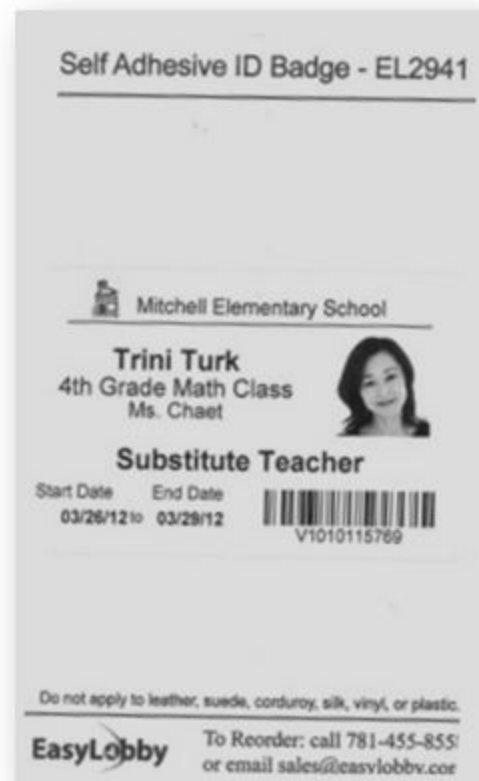 Self Adhesive ID Badge - EL2941
Mitchell Elementary School
Trini Turk
4th Grade Math Class
Ms. Chaet
Substitute Teacher
Start Date End Date
03/26/12 to 03/29/12
V1010115769
Do not apply to leather, suede, corduroy, silk, vinyl, or plastic.
EasyLobby
To Reorder: call 781-455-855
or email sales@easylobby.com